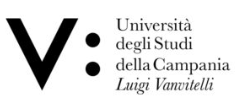 V:
Università
degli Studi
della Campania
Luigi Vanvitelli